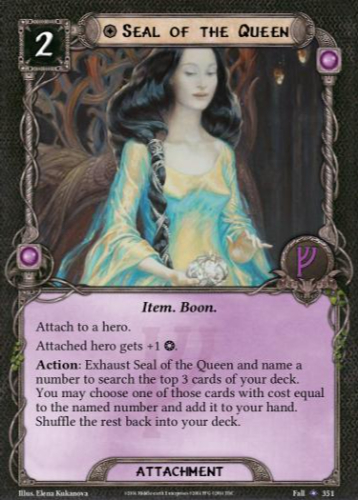 2
SEAL OF THE QUEEN
Item. Boon.
Attach to a hero.
Attached hero gets +1
Action: Exhaust Seal of the Queen and name a
number to search the top 3 cards of your deck.
You may choose one of those cards with cost equal
to the named number and add it to your hand.
Shuffle the rest back into your deck.
ATTACHMENT
Illus. Elena Kukanova
Fall 351